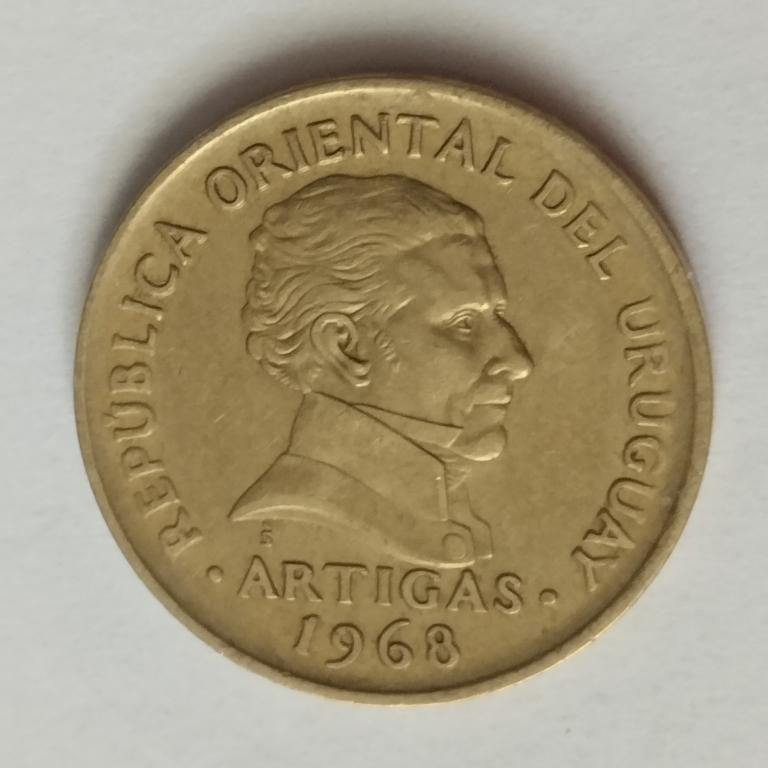 REPÚBLICA ORIENTAL DEL URUGUAY
· ARTIGAS ·
1968